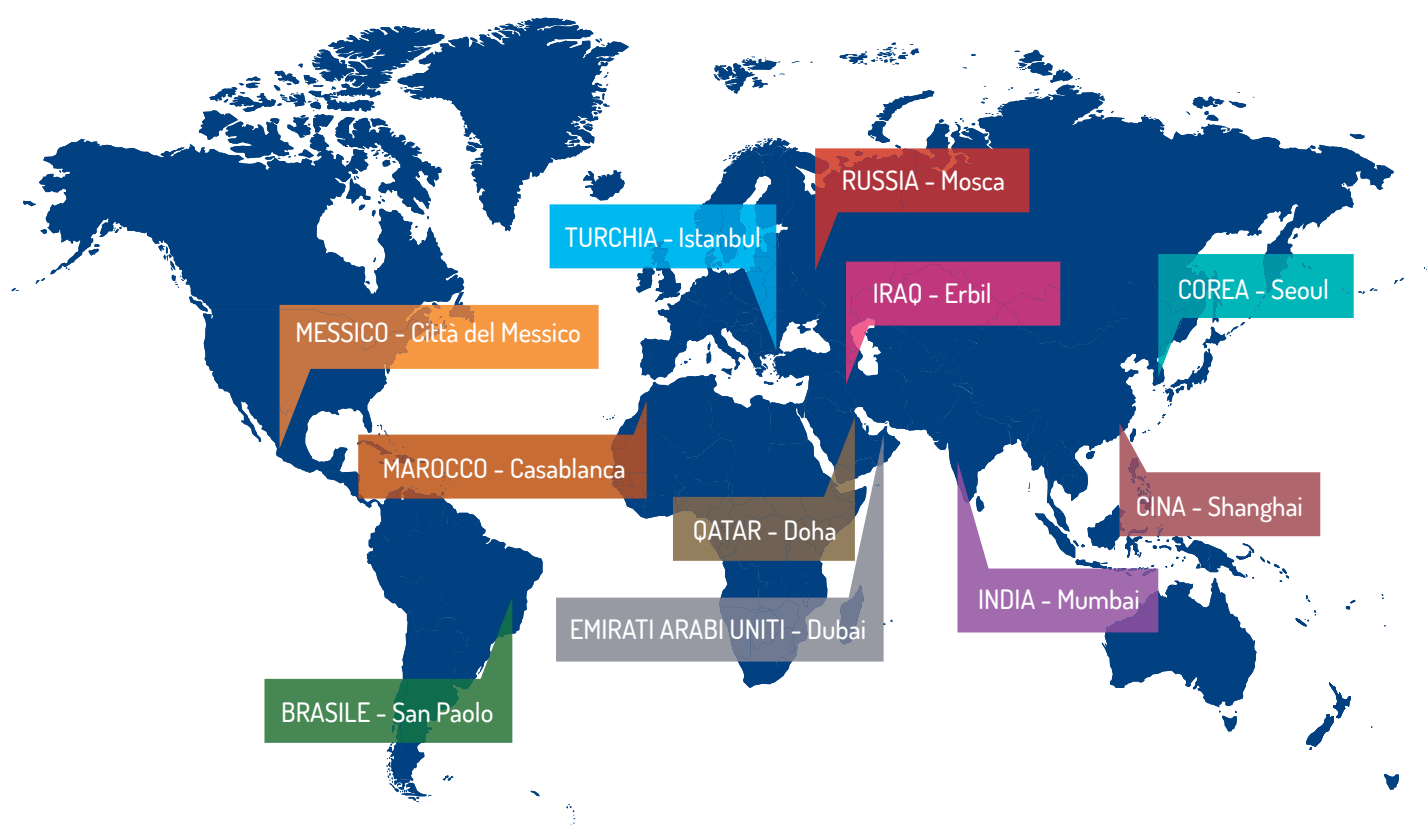 RUSSIA - Mosca
TURCHIA - Istanbul
IRAQ - Erbil
COREA - Seoul
MESSICO - Città del Messico
MAROCCO - Casablanca
CINA - Shanghai
QATAR - Doha
INDIA - Mumbai
EMIRATI ARABI UNITI - Dubai
BRASILE - San Paolo